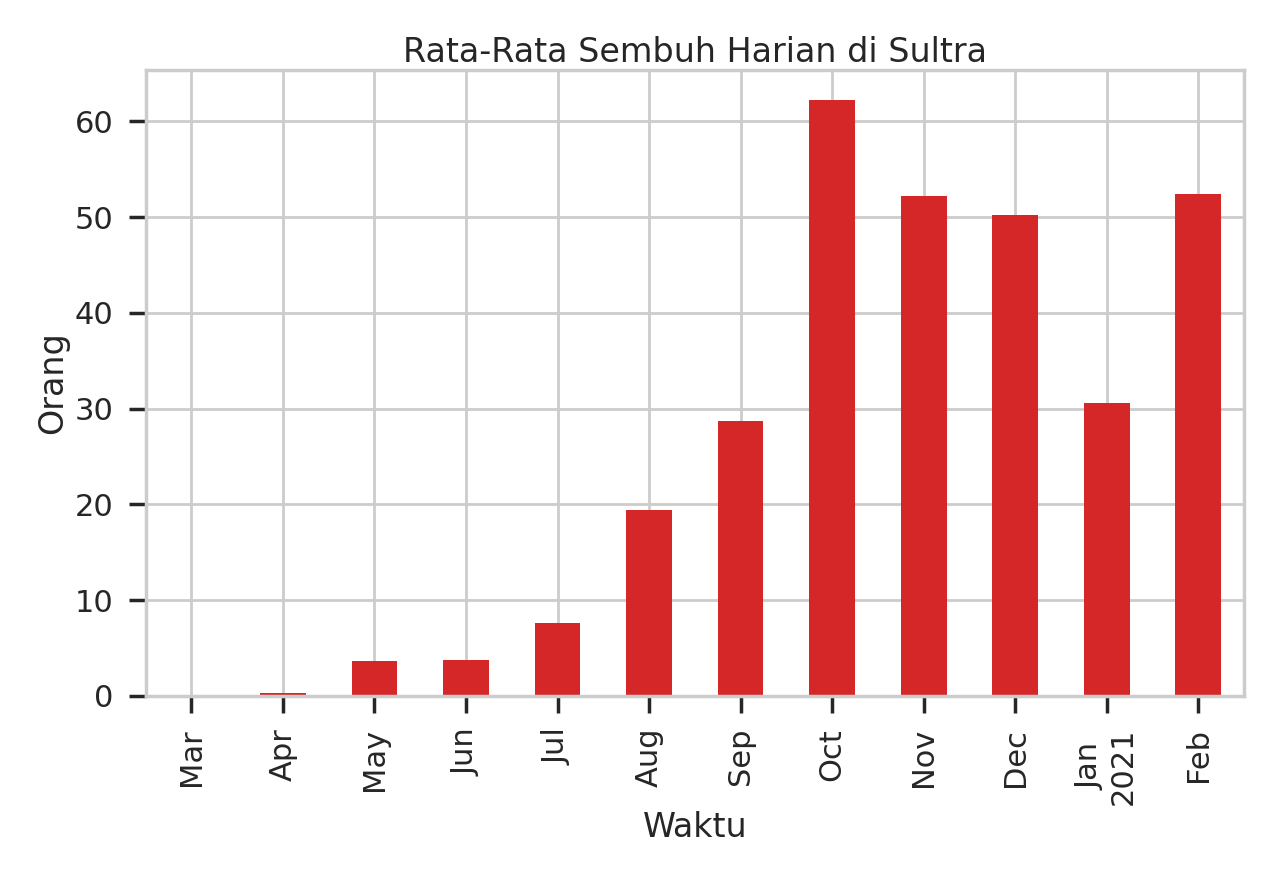 Rata-Rata Sembuh Harian di Sultra
Orang
60
50
40
30
20
10
0
Mar
Apr
May
Jun
Jul
Aug
Sep
Oct
Nov
Dec
Jan
2021
Feb
Waktu